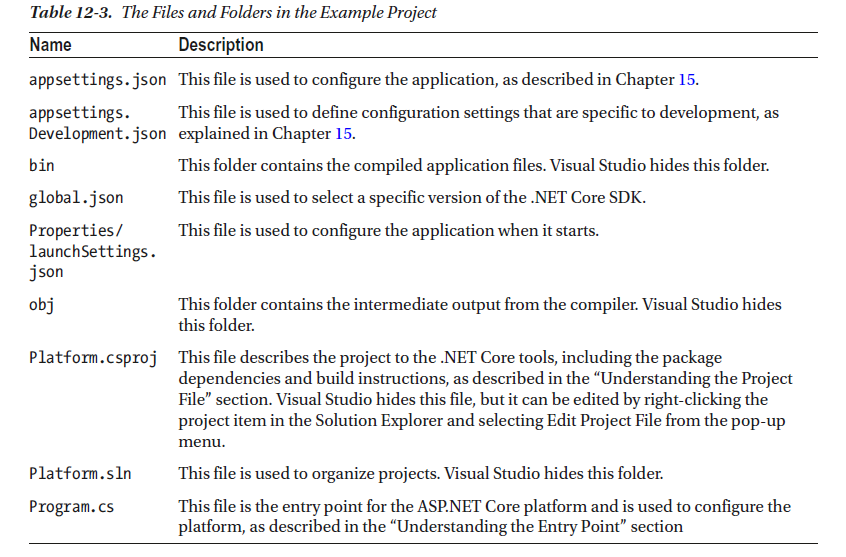 Table 12-3. The Files and Folders in the Example Project
Name Description
appsettings.json This file is used to configure the application, as described in Chapter 15.
appsettings. This file is used to define configuration settings that are specific to development, as
Development.json explained in Chapter 15.
bin This folder contains the compiled application files. Visual Studio hides this folder.
global.json This file is used to select a specific version of the .NET Core SDK.
Properties/ This file is used to configure the application when it starts.
launchSettings.
json
obj This folder contains the intermediate output from the compiler. Visual Studio hides
this folder.
Platform.csproj This file describes the project to the .NET Core tools, including the package
dependencies and build instructions, as described in the “Understanding the Project
File” section. Visual Studio hides this file, but it can be edited by right-clicking the
project item in the Solution Explorer and selecting Edit Project File from the pop-up
menu.
Platform.sln This file is used to organize projects. Visual Studio hides this folder.
Program.cs This file is the entry point for the ASP.NET Core platform and is used to configure the
platform, as described in the “Understanding the Entry Point” section